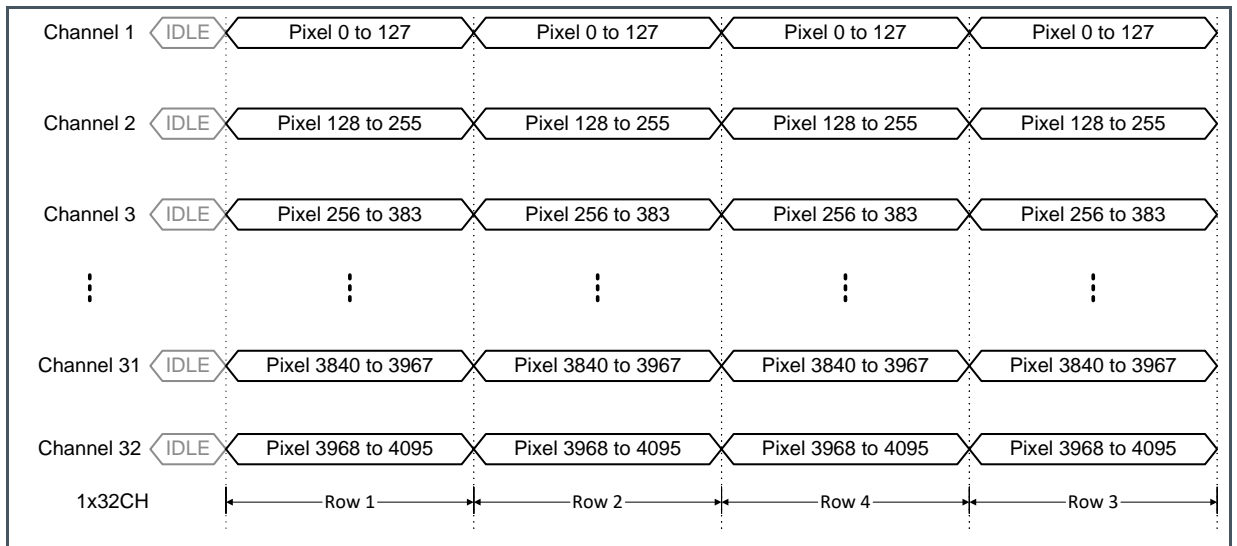 Channel 1 IDLE Pixel 0 to 127 Pixel 0 to 127 Pixel 0 to 127 Pixel 0 to 127
Channel 2 IDLE Pixel 128 to 255 Pixel 128 to 255 Pixel 128 to 255 Pixel 128 to 255
Channel 3 IDLE Pixel 256 to 383 Pixel 256 to 383 Pixel 256 to 383 Pixel 256 to 383
Channel 31 IDLE Pixel 3840 to 3967 Pixel 3840 to 3967 Pixel 3840 to 3967 Pixel 3840 to 3967
Channel 32 IDLE Pixel 3968 to 4095 Pixel 3968 to 4095 Pixel 3968 to 4095 Pixel 3968 to 4095
1x32CH Row 1 Row 2 Row 4 Row 3